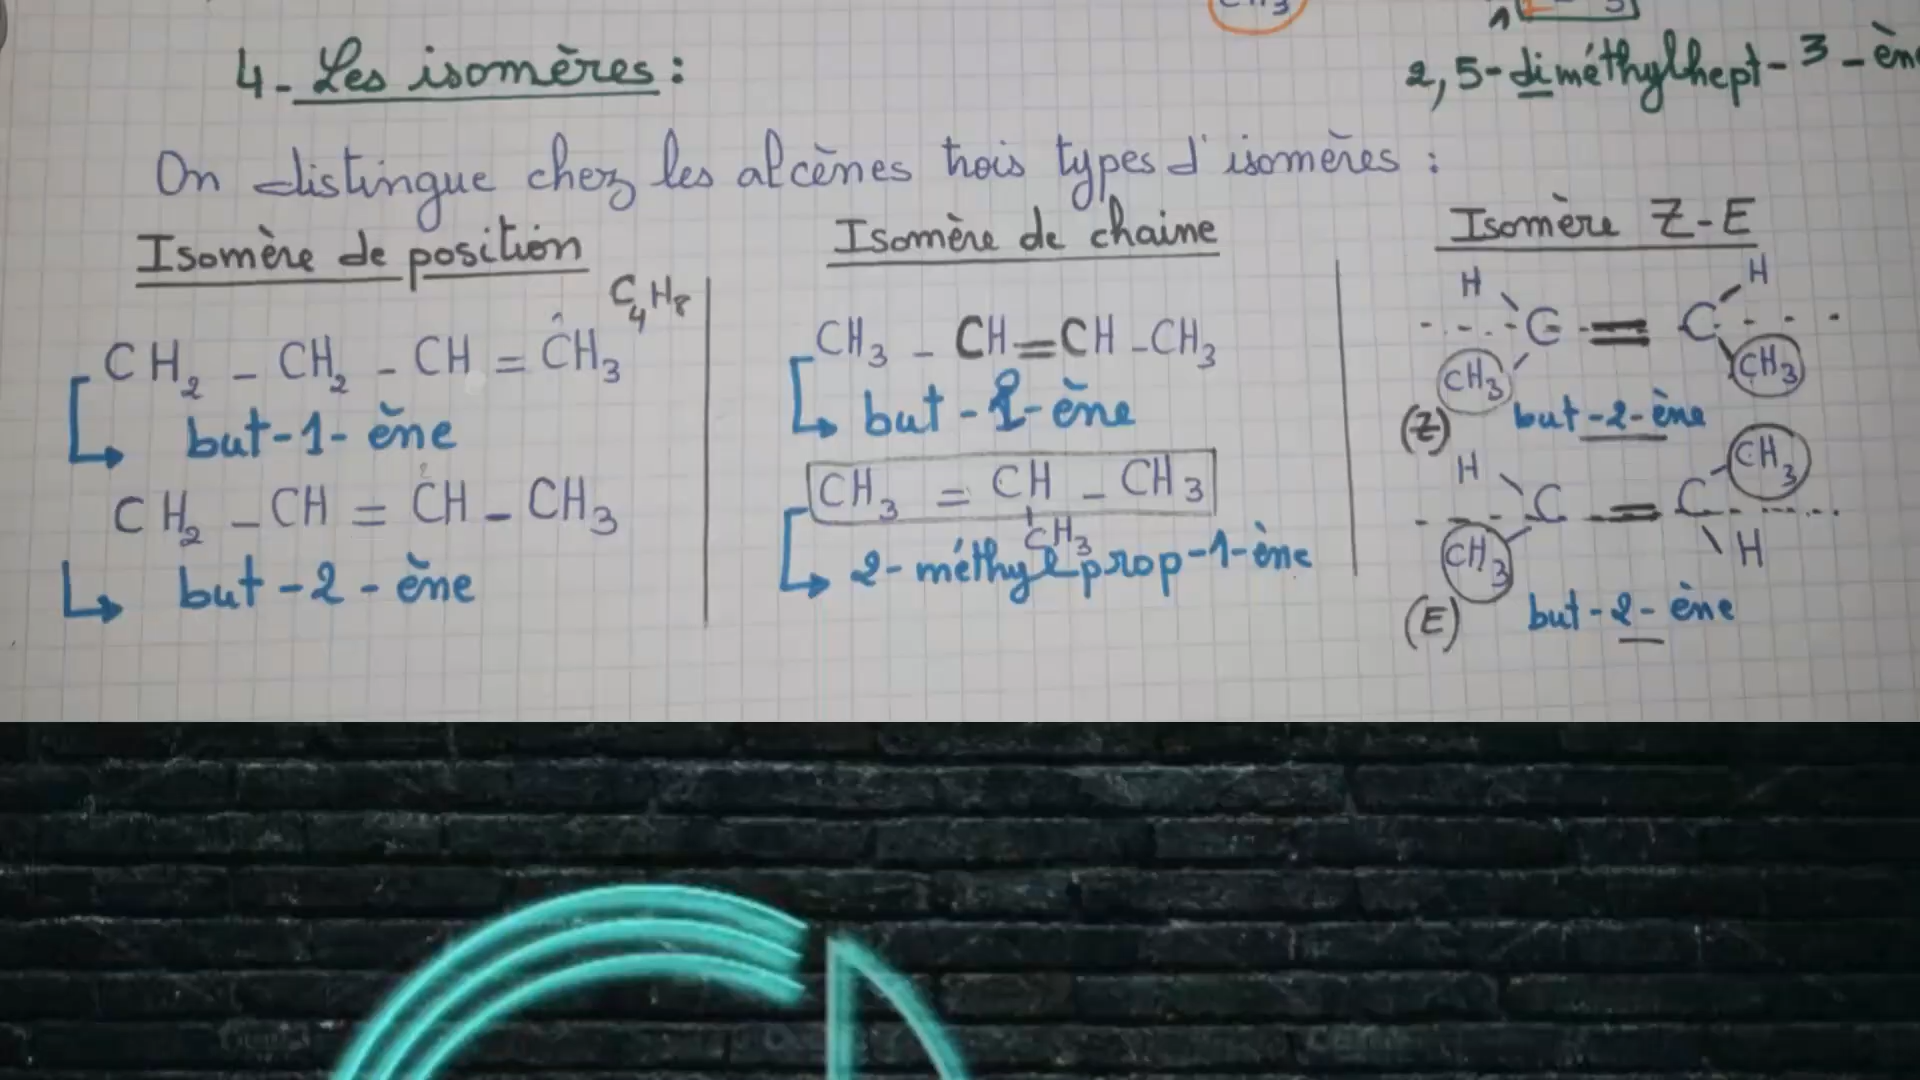 CH3
1
2,5-diméthylhept-3-èn
4- Les isomères :
On distingue chez les alcènes trois types d'isomères :
Isomère de position
C4H8
CH2 - CH2 - CH = CH3
but-1-ène
CH2 - CH = CH - CH3
but-2-ène
Isomère de chaine
CH3 - CH = CH - CH3
CH3 = CH - CH3
CH3
2-méthylprop-1-ène
Isomère Z-E
H H
C = C
CH3 CH3
(Z) but-2-ène
H CH3
C = C
CH3 H
(E) but-2-ène